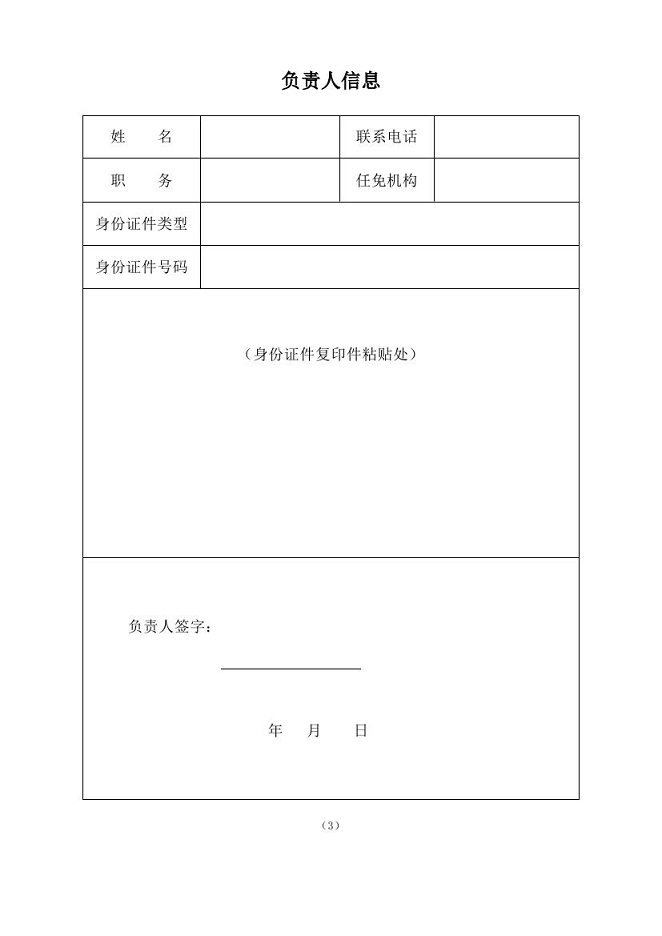 负责人信息
姓 名 联系电话
职 务 任免机构
身份证件类型
身份证件号码
（身份证件复印件粘贴处）
负责人签字：
年 月 日
（3）